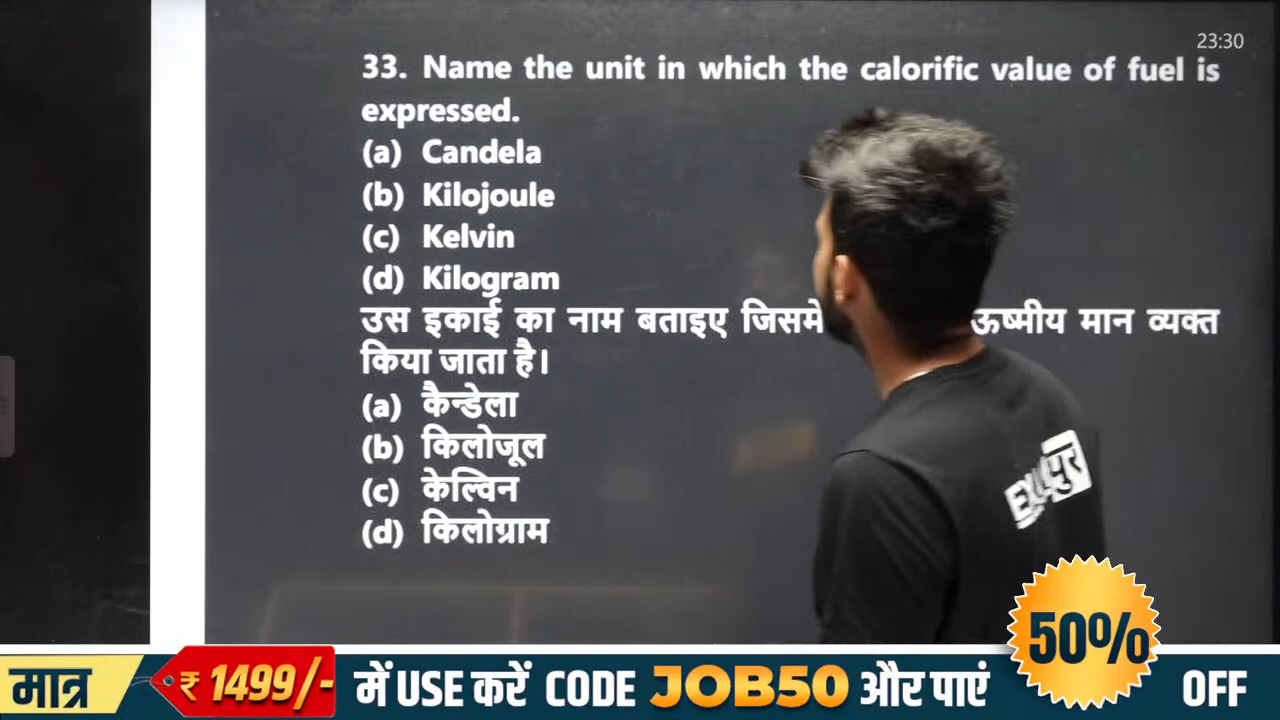 23:30
33. Name the unit in which the calorific value of fuel is
expressed.
(a) Candela
(b) Kilojoule
(c) Kelvin
(d) Kilogram
उस इकाई का नाम बताइए जिसमें ऊष्मीय मान व्यक्त
किया जाता है।
(a) कैन्डेला
(b) किलोजूल
(c) केल्विन
(d) किलोग्राम
मात्र ₹ 1499/- में USE करें CODE JOB50 और पाएं 50% OFF